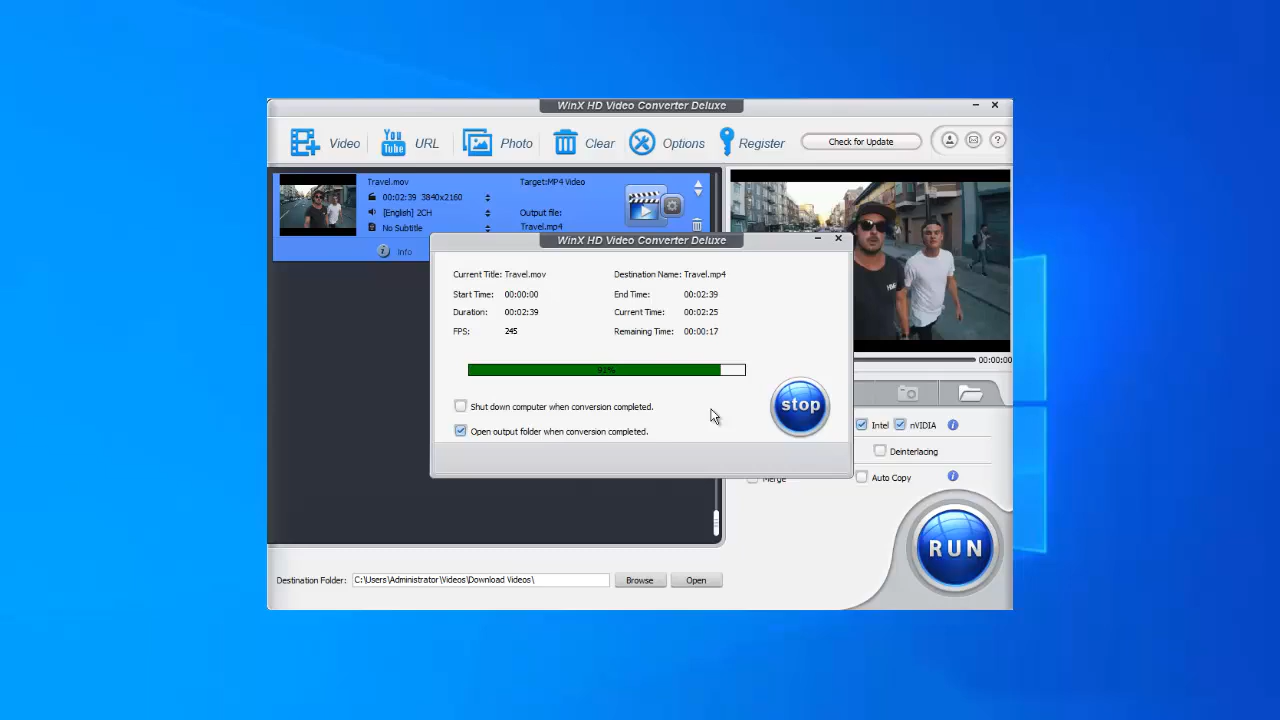 WinX HD Video Converter Deluxe
Video
You Tube
URL
Photo
Clear
Options
Register
Check for Update
?
Travel.mov
Target:MP4 Video
00:02:39 3840x2160
[English] 2CH
Output file:
No Subtitle
Travel.mp4
Info
WinX HD Video Converter Deluxe
Current Title: Travel.mov
Destination Name: Travel.mp4
Start Time: 00:00:00
End Time: 00:02:39
Duration: 00:02:39
Current Time: 00:02:25
FPS: 245
Remaining Time: 00:00:17
91%
stop
Shut down computer when conversion completed.
Open output folder when conversion completed.
00:00:00
Intel
nVIDIA
Deinterlacing
Merge
Auto Copy
RUN
Destination Folder: C:\Users\Administrator\Videos\Download Videos\
Browse
Open